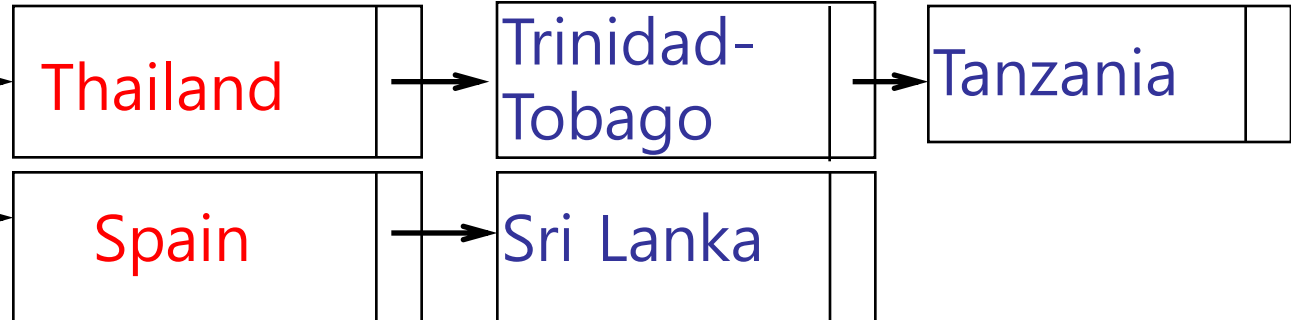 Thailand
Trinidad-
Tobago
Tanzania
Spain
Sri Lanka